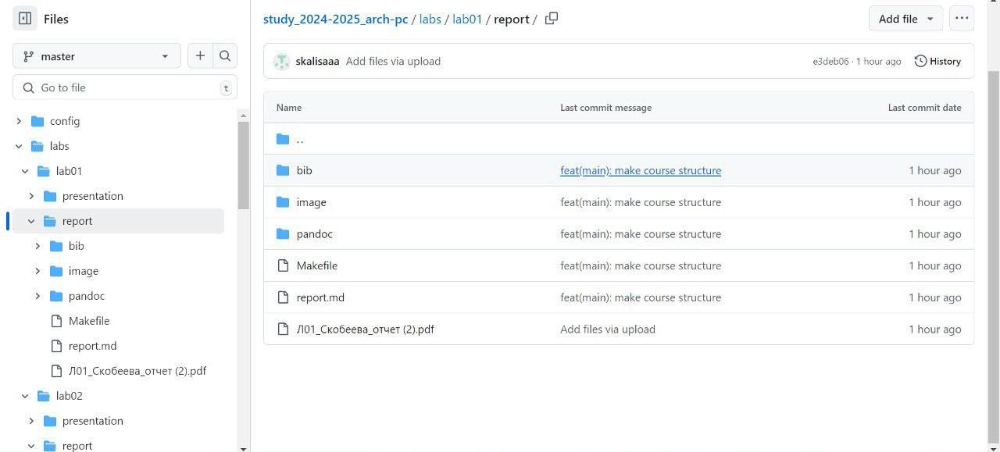 Files
master
Go to file
t
config
labs
lab01
presentation
report
bib
image
pandoc
Makefile
report.md
Л01_Скобеева_отчет (2).pdf
lab02
presentation
report
study_2024-2025_arch-pc / labs / lab01 / report /
Add file
skalisaaa Add files via upload
e3deb06 · 1 hour ago History
Name Last commit message Last commit date
..
bib feat(main): make course structure 1 hour ago
image feat(main): make course structure 1 hour ago
pandoc feat(main): make course structure 1 hour ago
Makefile feat(main): make course structure 1 hour ago
report.md feat(main): make course structure 1 hour ago
Л01_Скобеева_отчет (2).pdf Add files via upload 1 hour ago